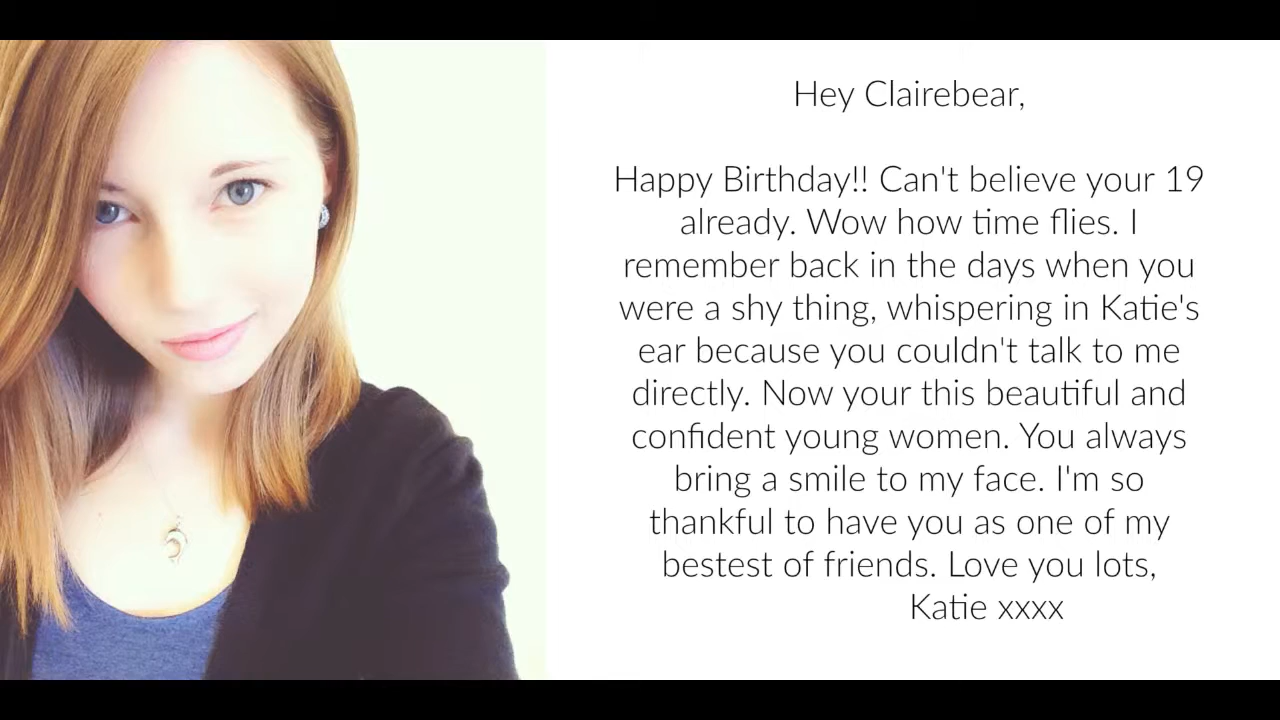 Hey Clairebear,
Happy Birthday!! Can't believe your 19
already. Wow how time flies. I
remember back in the days when you
were a shy thing, whispering in Katie's
ear because you couldn't talk to me
directly. Now your this beautiful and
confident young women. You always
bring a smile to my face. I'm so
thankful to have you as one of my
bestest of friends. Love you lots,
Katie xxxx